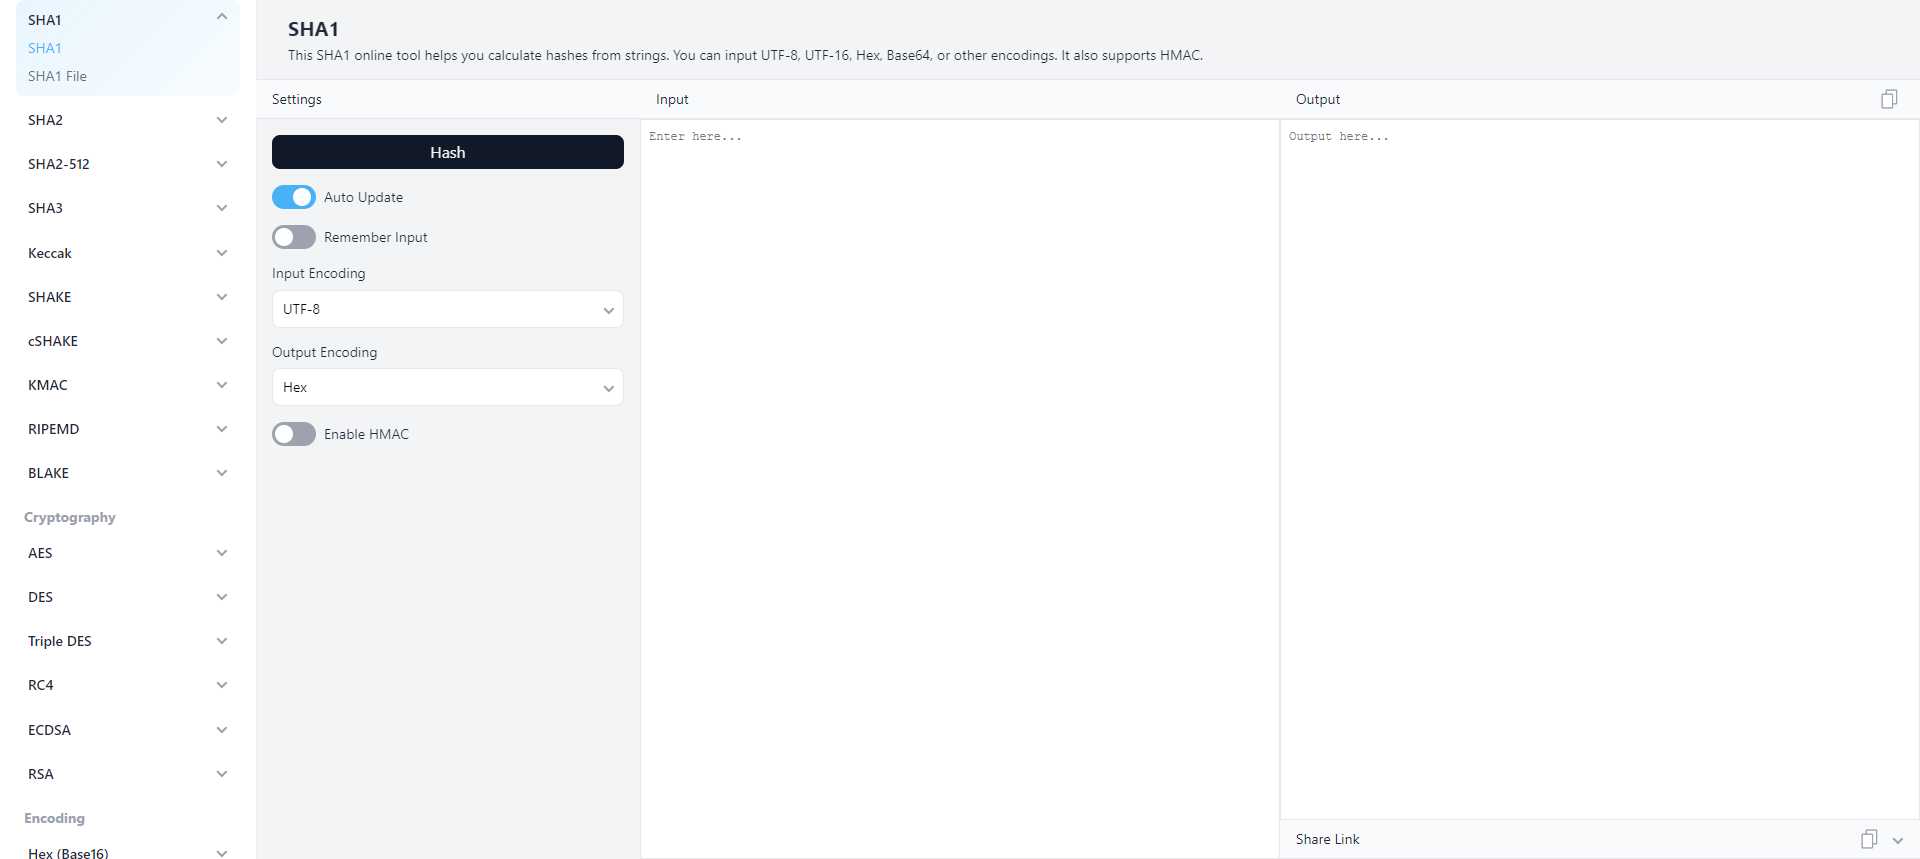 SHA1
SHA1
SHA1 File
SHA2
SHA2-512
SHA3
Keccak
SHAKE
cSHAKE
KMAC
RIPEMD
BLAKE
Cryptography
AES
DES
Triple DES
RC4
ECDSA
RSA
Encoding
Hex (Base16)
SHA1
This SHA1 online tool helps you calculate hashes from strings. You can input UTF-8, UTF-16, Hex, Base64, or other encodings. It also supports HMAC.
Settings
Hash
Auto Update
Remember Input
Input Encoding
UTF-8
Output Encoding
Hex
Enable HMAC
Input
Enter here...
Output
Output here...
Share Link